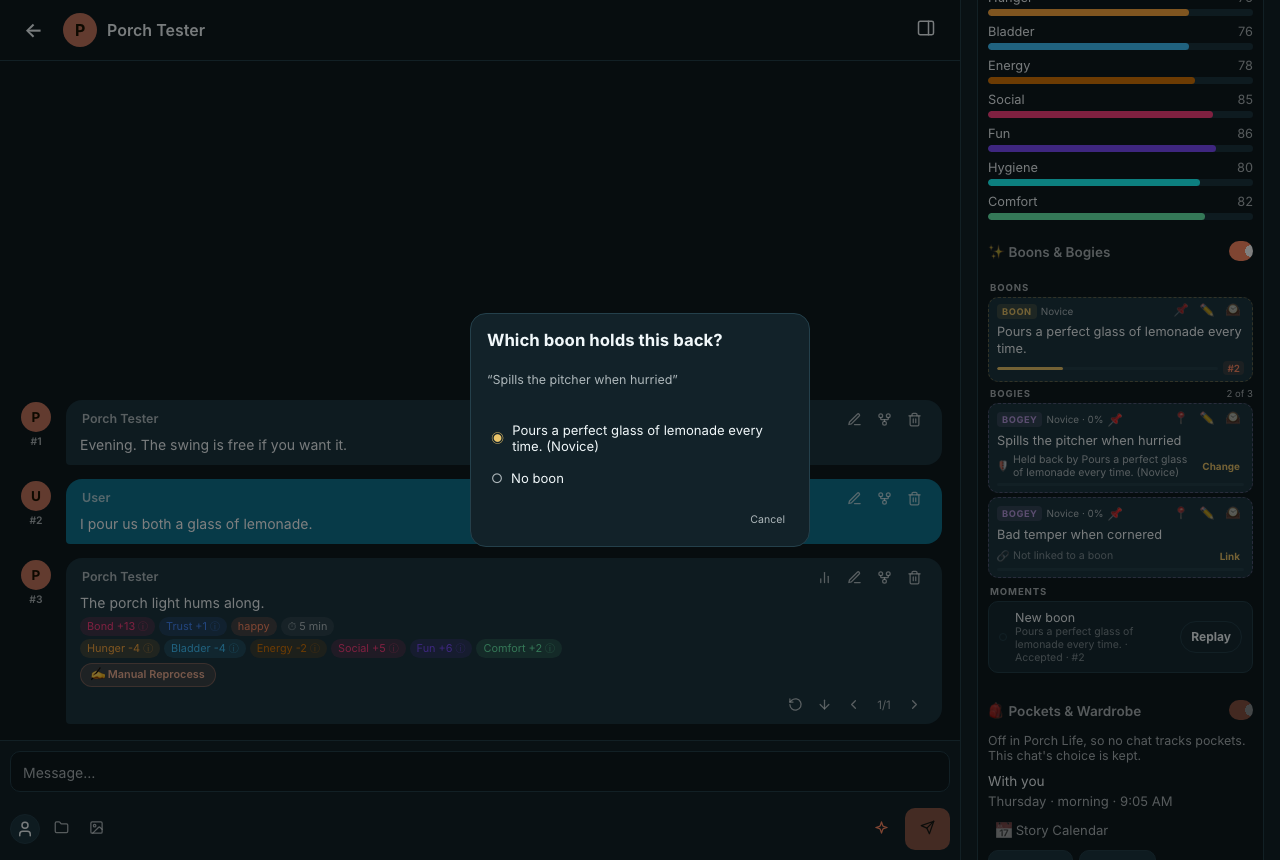 P
Porch Tester
P
#1
Porch Tester
Evening. The swing is free if you want it.
U
#2
User
I pour us both a glass of lemonade.
P
#3
Porch Tester
The porch light hums along.
Bond +13
Trust +1
happy
5 min
Hunger -4
Bladder -4
Energy -2
Social +5
Fun +6
Comfort +2
Manual Reprocess
1/1
Message...
Which boon holds this back?
“Spills the pitcher when hurried”
Pours a perfect glass of lemonade every
time. (Novice)
No boon
Cancel
Bladder 76
Energy 78
Social 85
Fun 86
Hygiene 80
Comfort 82
Boons & Bogies
BOONS
BOON Novice
Pours a perfect glass of lemonade every
time.
#2
BOGIES 2 of 3
BOGEY Novice · 0%
Spills the pitcher when hurried
Held back by Pours a perfect glass
of lemonade every time. (Novice)
Change
BOGEY Novice · 0%
Bad temper when cornered
Not linked to a boon
Link
MOMENTS
New boon
Pours a perfect glass of
lemonade every time. ·
Accepted · #2
Replay
Pockets & Wardrobe
Off in Porch Life, so no chat tracks pockets.
This chat's choice is kept.
With you
Thursday · morning · 9:05 AM
Story Calendar